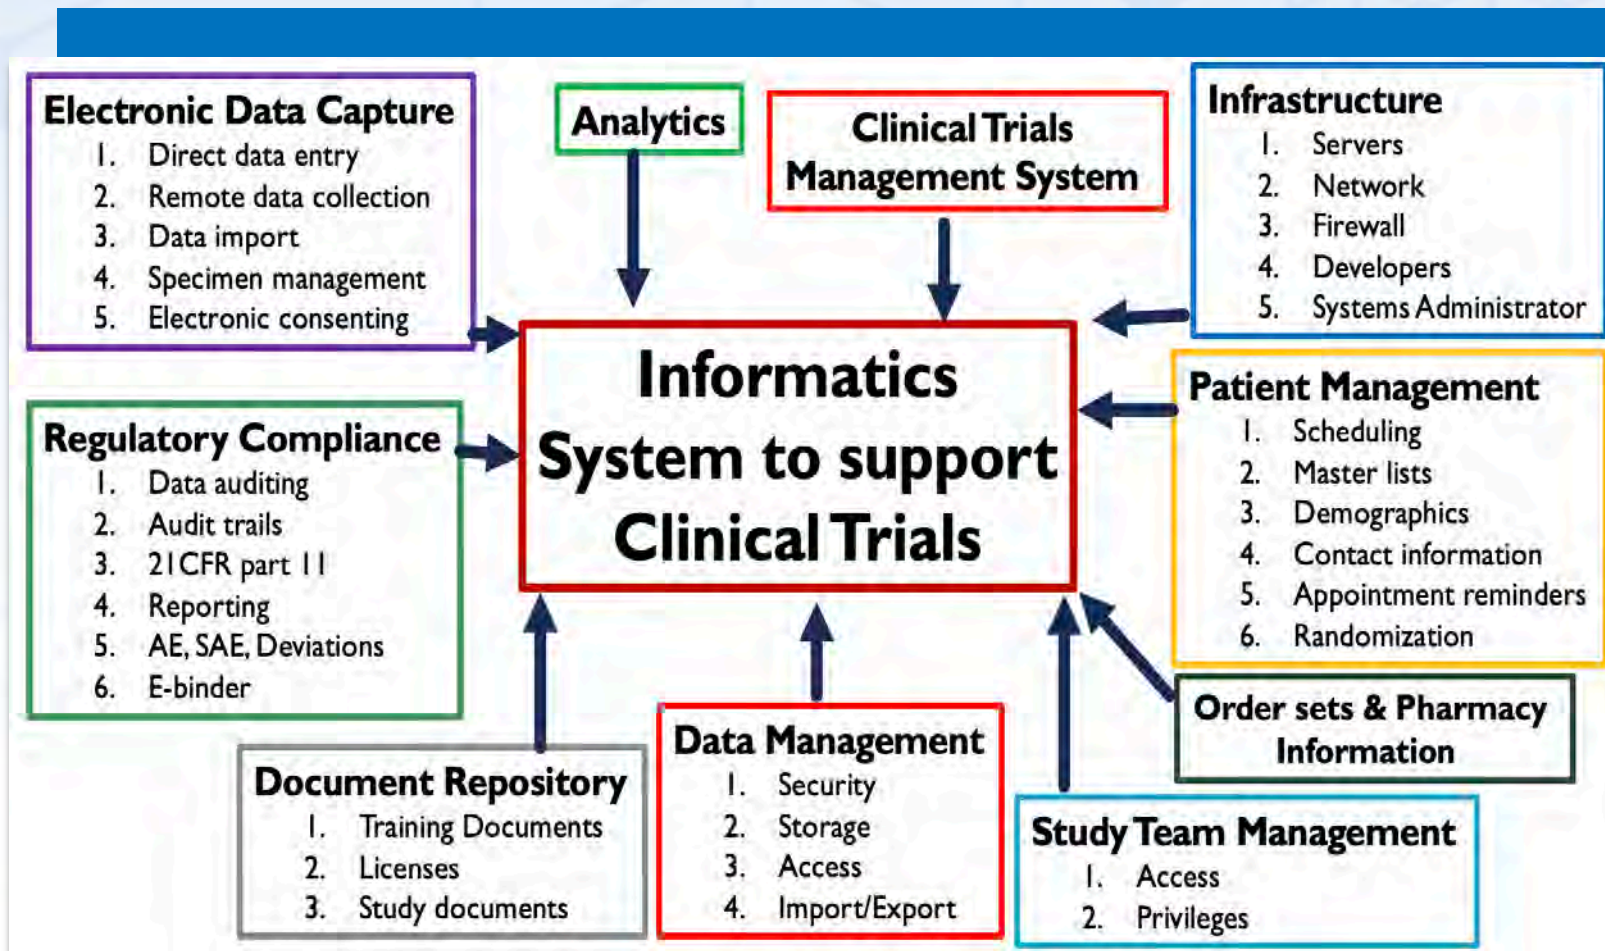 Electronic Data Capture
1. Direct data entry
2. Remote data collection
3. Data import
4. Specimen management
5. Electronic consenting
Analytics
Clinical Trials
Management System
Infrastructure
1. Servers
2. Network
3. Firewall
4. Developers
5. Systems Administrator
Regulatory Compliance
1. Data auditing
2. Audit trails
3. 21CFR part 11
4. Reporting
5. AE, SAE, Deviations
6. E-binder
Informatics
System to support
Clinical Trials
Patient Management
1. Scheduling
2. Master lists
3. Demographics
4. Contact information
5. Appointment reminders
6. Randomization
Order sets & Pharmacy
Information
Document Repository
1. Training Documents
2. Licenses
3. Study documents
Data Management
1. Security
2. Storage
3. Access
4. Import/Export
Study Team Management
1. Access
2. Privileges